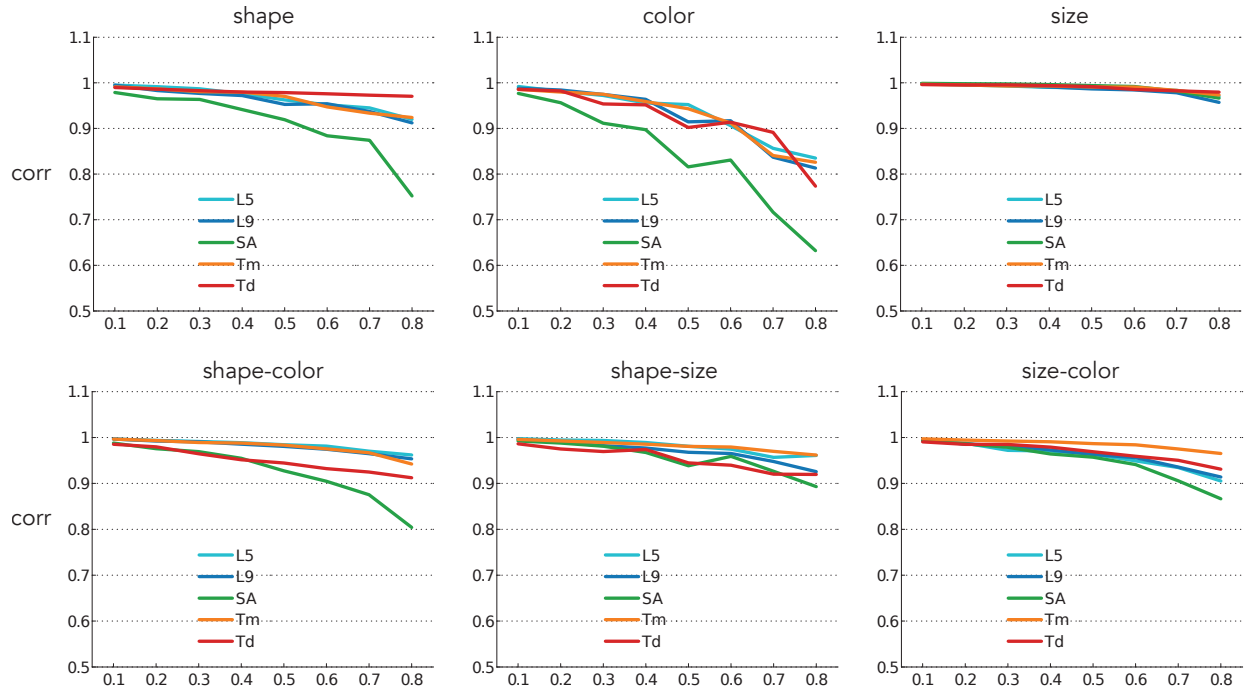 shape color size
1.1 1.1 1.1
1 1 1
0.9 0.9 0.9
corr 0.8 0.8 0.8
L5 L5 L5
0.7 L9 0.7 L9 0.7 L9
SA SA SA
0.6 Tm 0.6 Tm 0.6 Tm
Td Td Td
0.5 0.5 0.5
0.1 0.2 0.3 0.4 0.5 0.6 0.7 0.8 0.1 0.2 0.3 0.4 0.5 0.6 0.7 0.8 0.1 0.2 0.3 0.4 0.5 0.6 0.7 0.8
shape-color shape-size size-color
1.1 1.1 1.1
1 1 1
0.9 0.9 0.9
corr
0.8 0.8 0.8
L5 L5 L5
0.7 L9 0.7 L9 0.7 L9
SA SA SA
0.6 Tm 0.6 Tm 0.6 Tm
Td Td Td
0.5 0.5 0.5
0.1 0.2 0.3 0.4 0.5 0.6 0.7 0.8 0.1 0.2 0.3 0.4 0.5 0.6 0.7 0.8 0.1 0.2 0.3 0.4 0.5 0.6 0.7 0.8